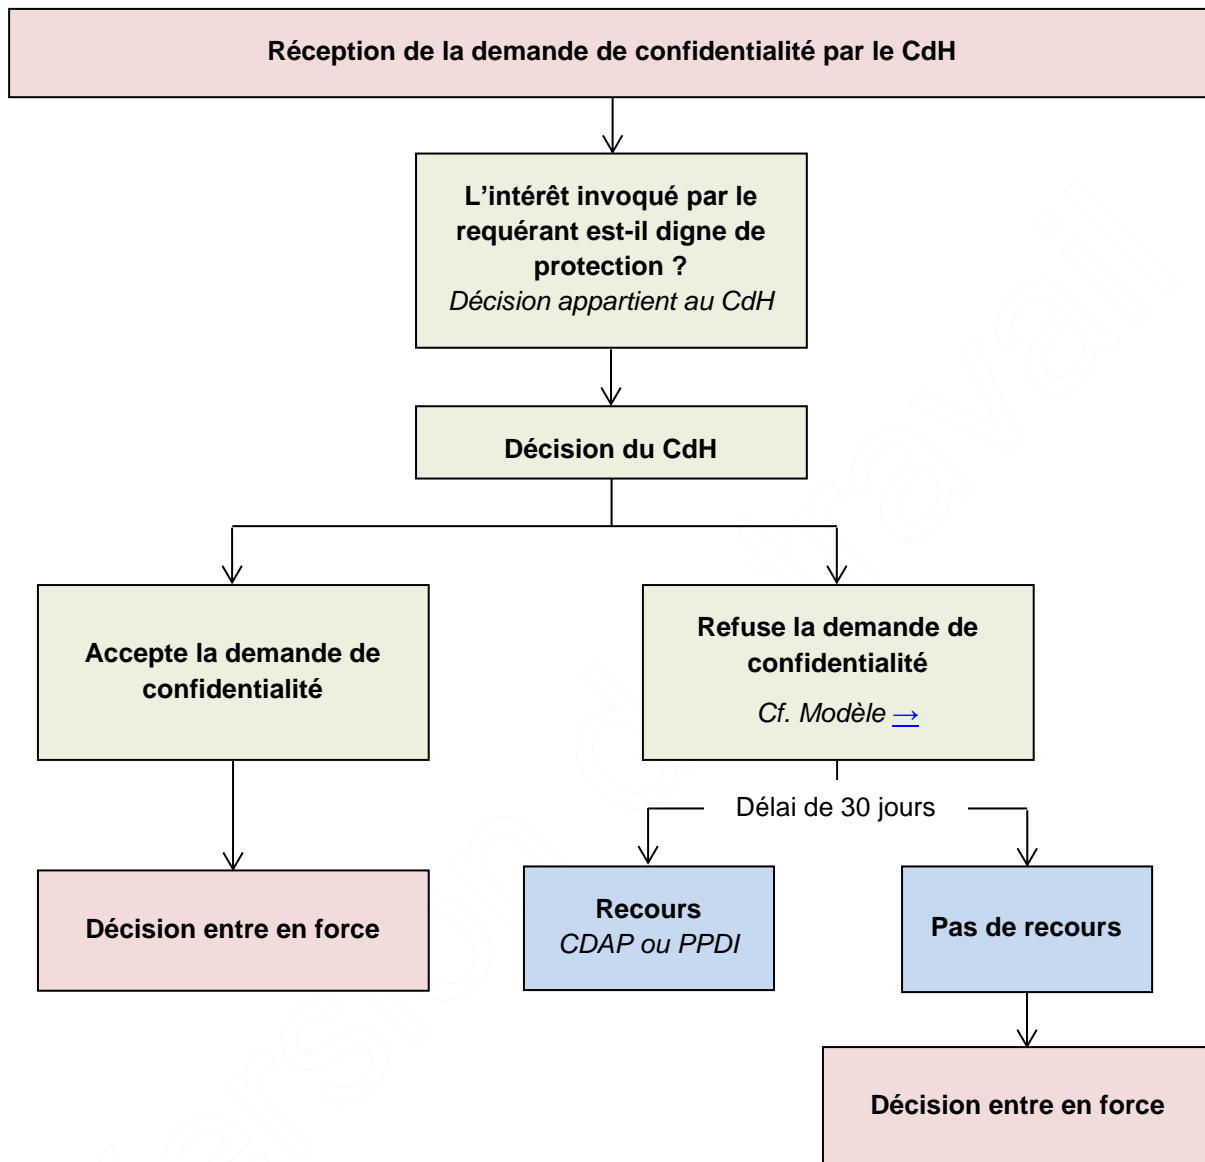 Réception de la demande de confidentialité par le CdH
L’intérêt invoqué par le
requérant est-il digne de
protection ?
Décision appartient au CdH
Décision du CdH
Accepte la demande de
confidentialité
Refuse la demande de
confidentialité
Cf. Modèle →
Délai de 30 jours
Décision entre en force
Recours
CDAP ou PPDI
Pas de recours
Décision entre en force
Version de travail